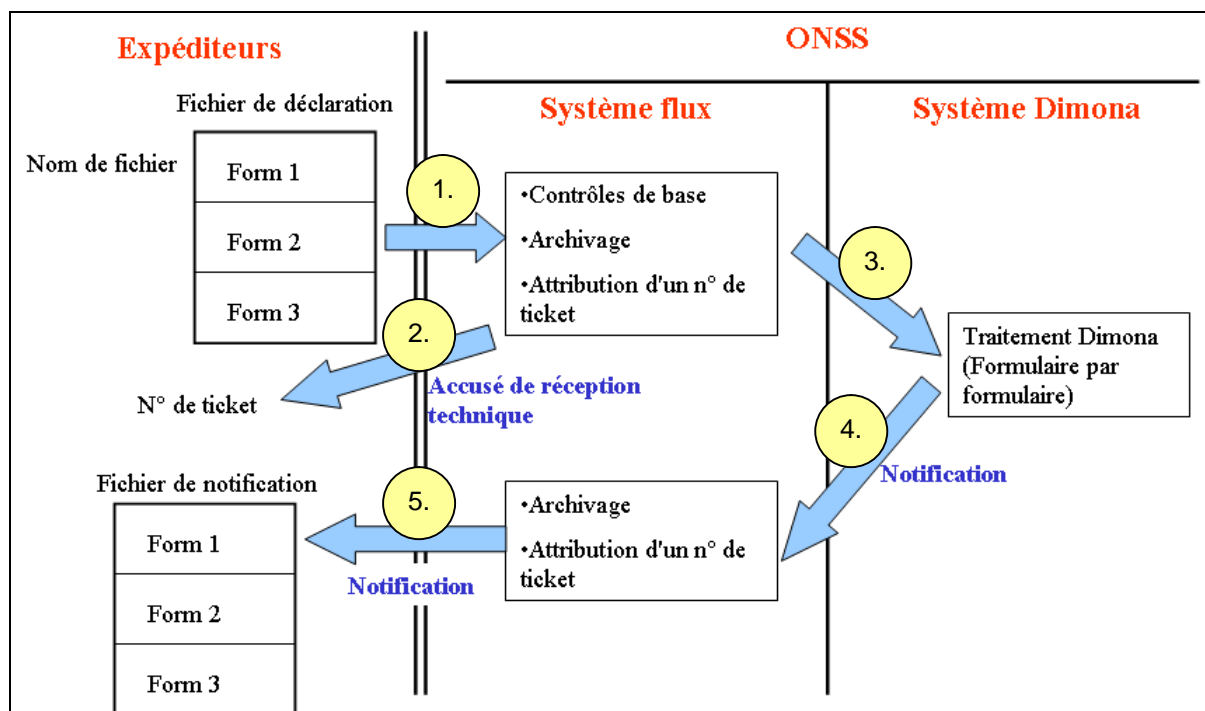 Expéditeurs
ONSS
Système flux
Système Dimona
Fichier de déclaration
Nom de fichier
Form 1
Form 2
Form 3
1.
•Contrôles de base
•Archivage
•Attribution d'un n° de
ticket
2.
Accusé de réception
technique
N° de ticket
3.
Traitement Dimona
(Formulaire par
formulaire)
4.
Notification
•Archivage
•Attribution d'un n° de
ticket
5.
Notification
Fichier de notification
Form 1
Form 2
Form 3